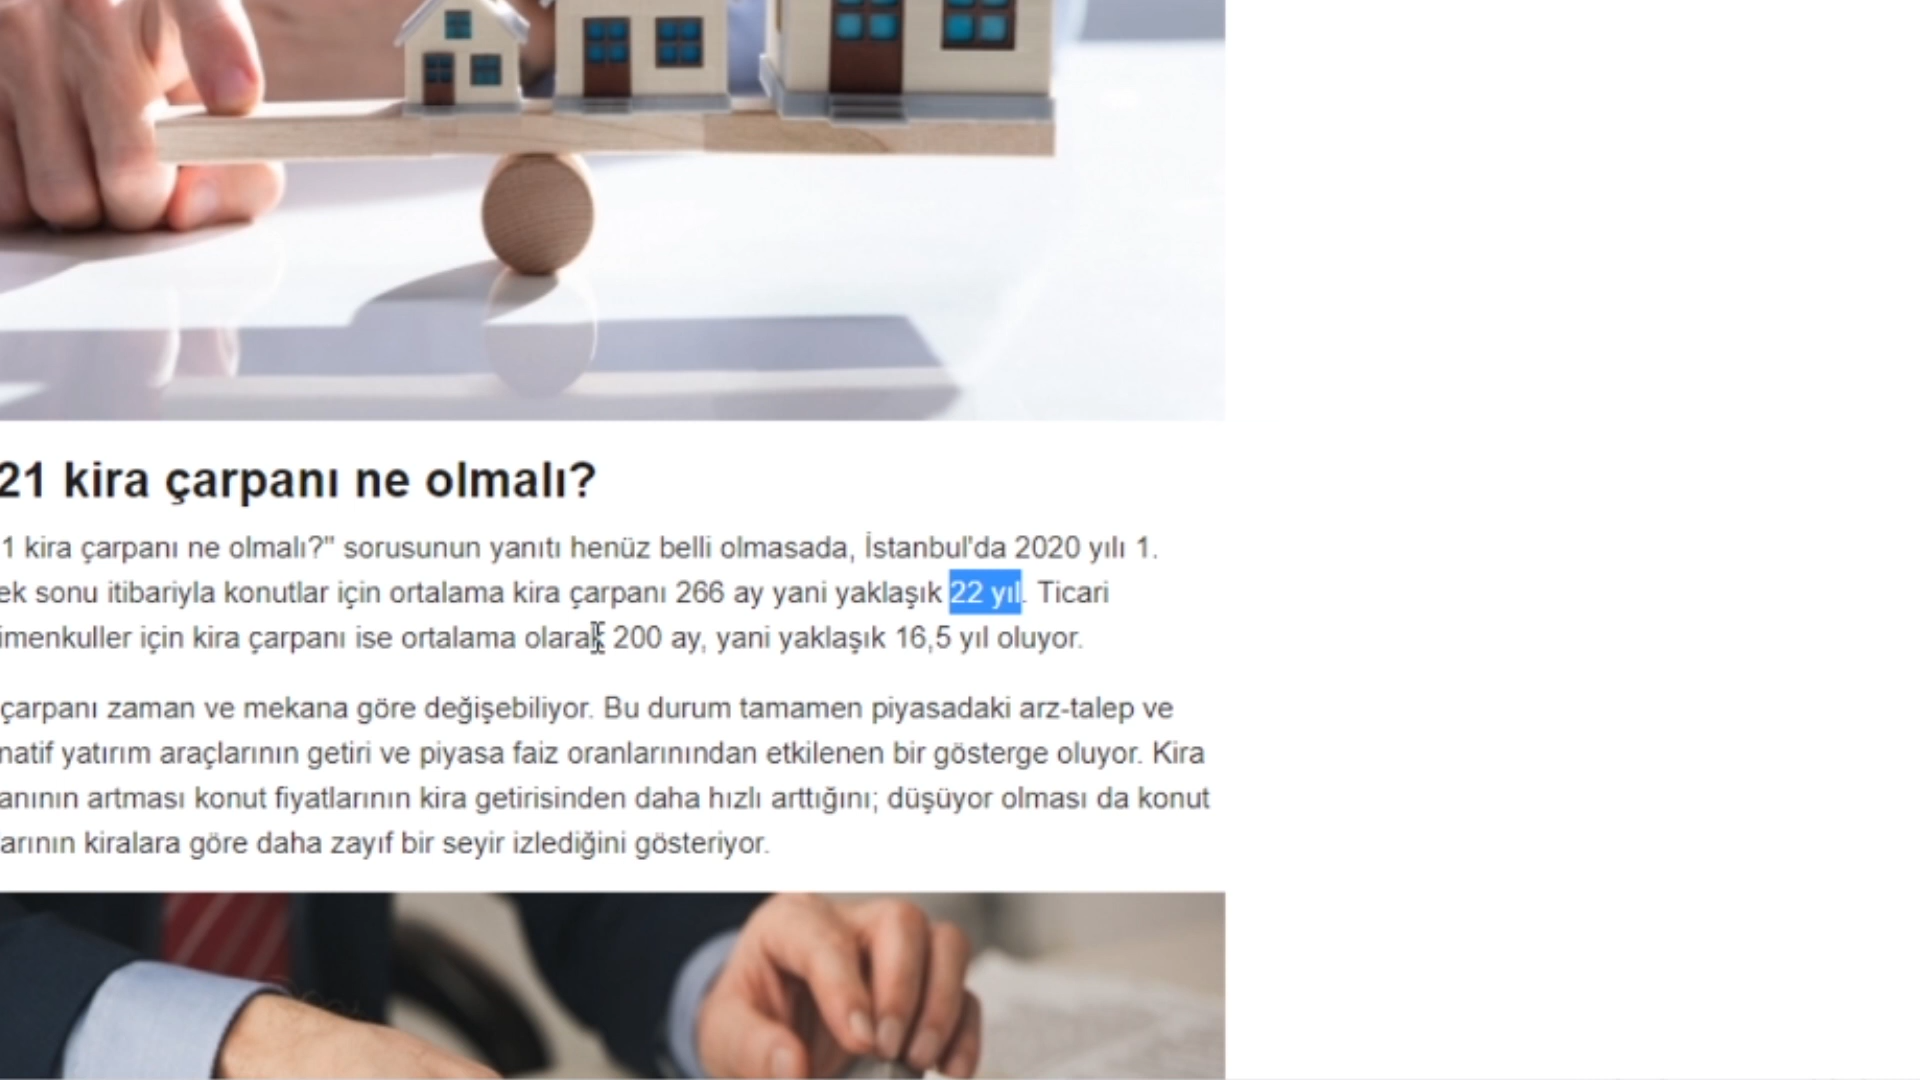 21 kira çarpanı ne olmalı?
1 kira çarpanı ne olmalı?" sorusunun yanıtı henüz belli olmasada, İstanbul'da 2020 yılı 1.
ek sonu itibariyla konutlar için ortalama kira çarpanı 266 ay yani yaklaşık 22 yıl. Ticari
imenkuller için kira çarpanı ise ortalama olarak 200 ay, yani yaklaşık 16,5 yıl oluyor.
çarpanı zaman ve mekana göre değişebiliyor. Bu durum tamamen piyasadaki arz-talep ve
natif yatırım araçlarının getiri ve piyasa faiz oranlarınından etkilenen bir gösterge oluyor. Kira
anının artması konut fiyatlarının kira getirisinden daha hızlı arttığını; düşüyor olması da konut
arının kiralara göre daha zayıf bir seyir izlediğini gösteriyor.